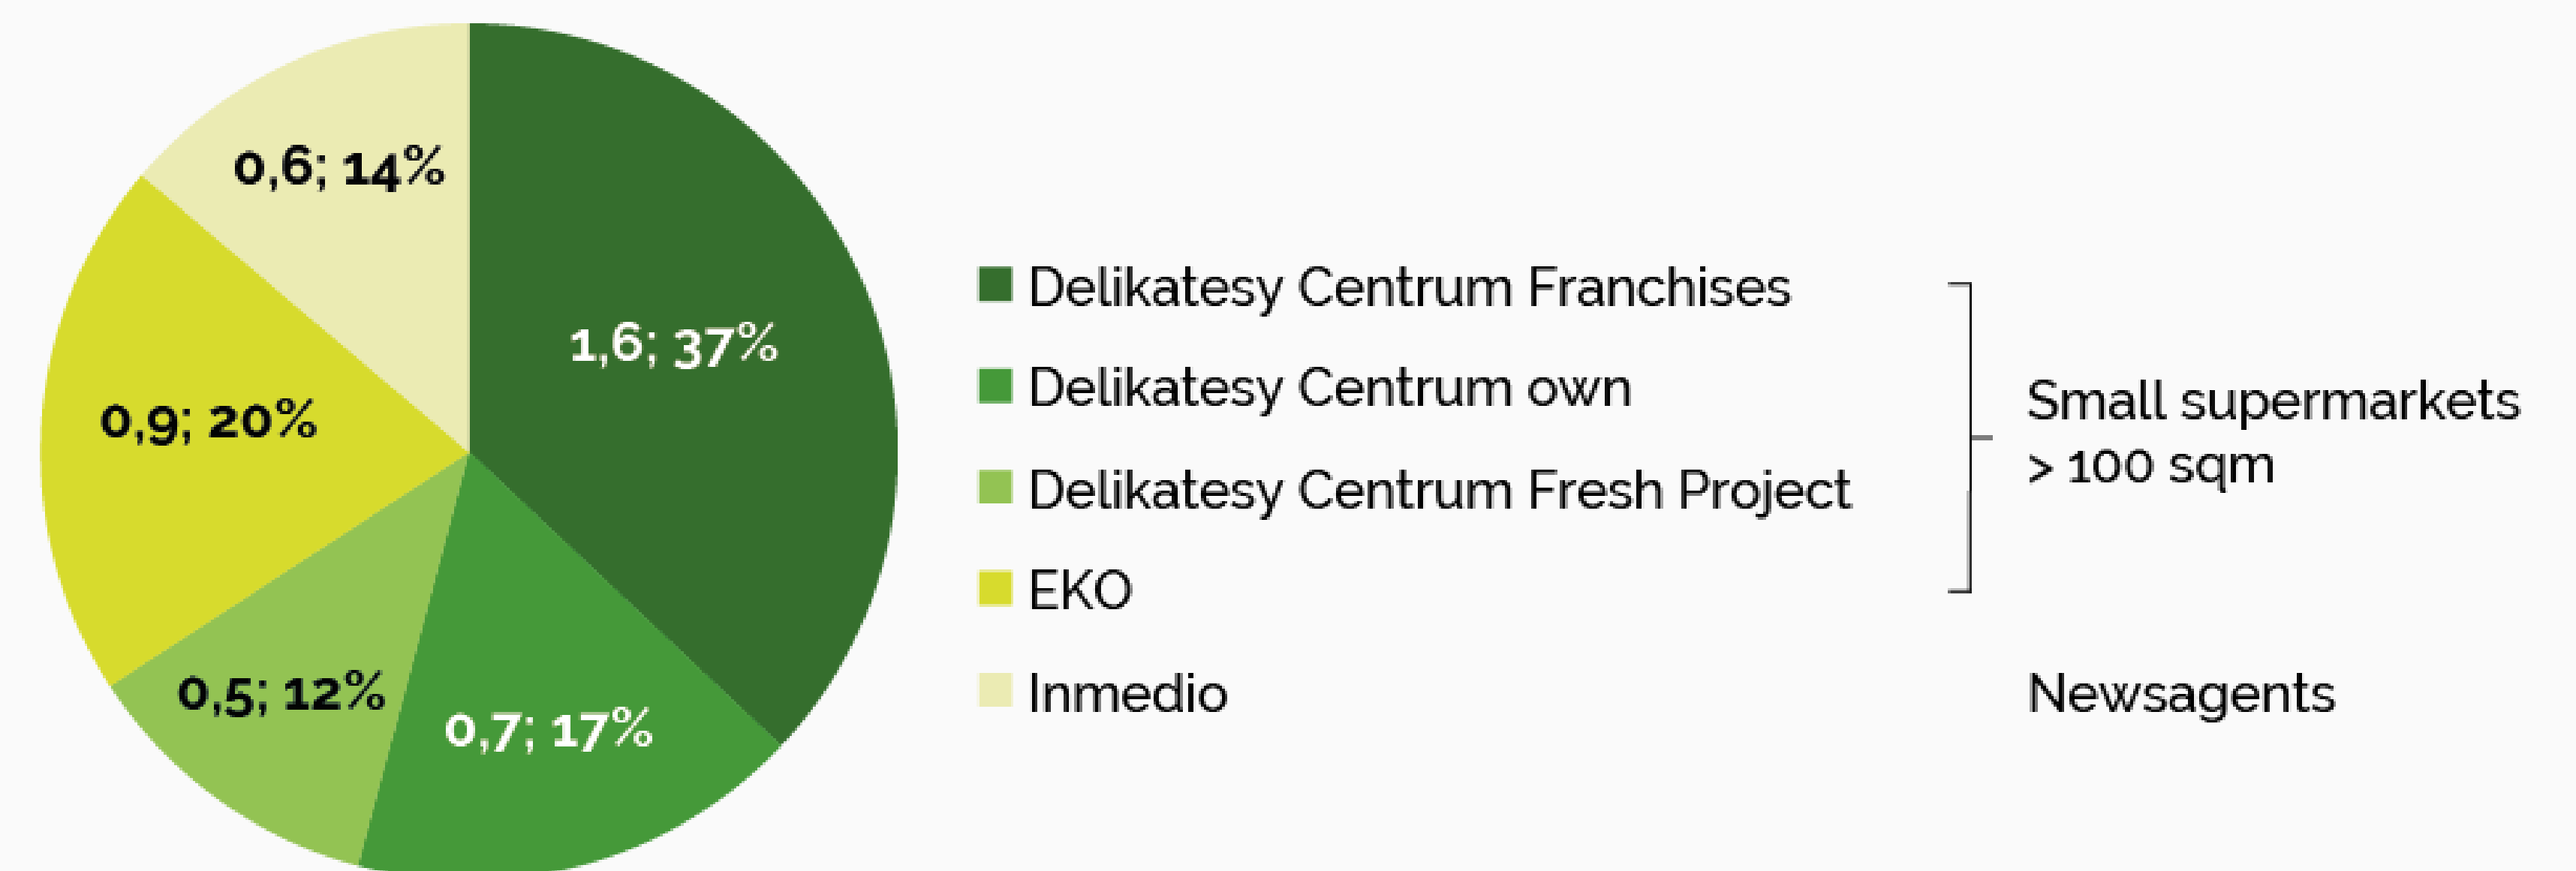 0,6; 14%
1,6; 37%
0,9; 20%
0,5; 12%
0,7; 17%
Delikatesy Centrum Franchises
Delikatesy Centrum own
Delikatesy Centrum Fresh Project
EKO
Inmedio
Small supermarkets
> 100 sqm
Newsagents